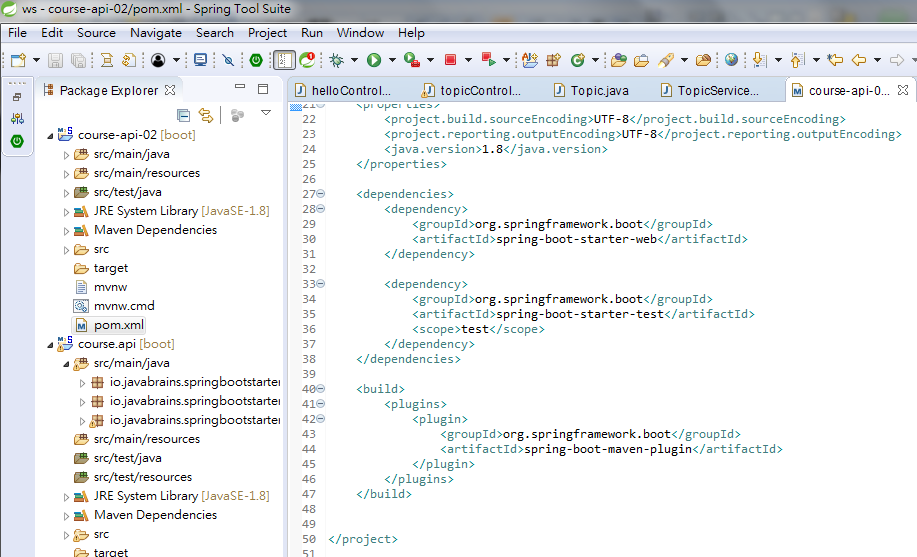 ws - course-api-02/pom.xml - Spring Tool Suite
File Edit Source Navigate Search Project Run Window Help
Package Explorer
helloControl...
topicControl...
Topic.java
TopicService...
course-api-0...
course-api-02 [boot]
src/main/java
src/main/resources
src/test/java
JRE System Library [JavaSE-1.8]
Maven Dependencies
src
target
mvnw
mvnw.cmd
pom.xml
course.api [boot]
src/main/java
io.javabrains.springbootstarter
io.javabrains.springbootstarter
io.javabrains.springbootstarter
src/main/resources
src/test/java
src/test/resources
JRE System Library [JavaSE-1.8]
Maven Dependencies
src
target
21 <properties>
22 <project.build.sourceEncoding>UTF-8</project.build.sourceEncoding>
23 <project.reporting.outputEncoding>UTF-8</project.reporting.outputEncoding>
24 <java.version>1.8</java.version>
25 </properties>
26
27 <dependencies>
28 <dependency>
29 <groupId>org.springframework.boot</groupId>
30 <artifactId>spring-boot-starter-web</artifactId>
31 </dependency>
32
33 <dependency>
34 <groupId>org.springframework.boot</groupId>
35 <artifactId>spring-boot-starter-test</artifactId>
36 <scope>test</scope>
37 </dependency>
38 </dependencies>
39
40 <build>
41 <plugins>
42 <plugin>
43 <groupId>org.springframework.boot</groupId>
44 <artifactId>spring-boot-maven-plugin</artifactId>
45 </plugin>
46 </plugins>
47 </build>
48
49
50 </project>
51